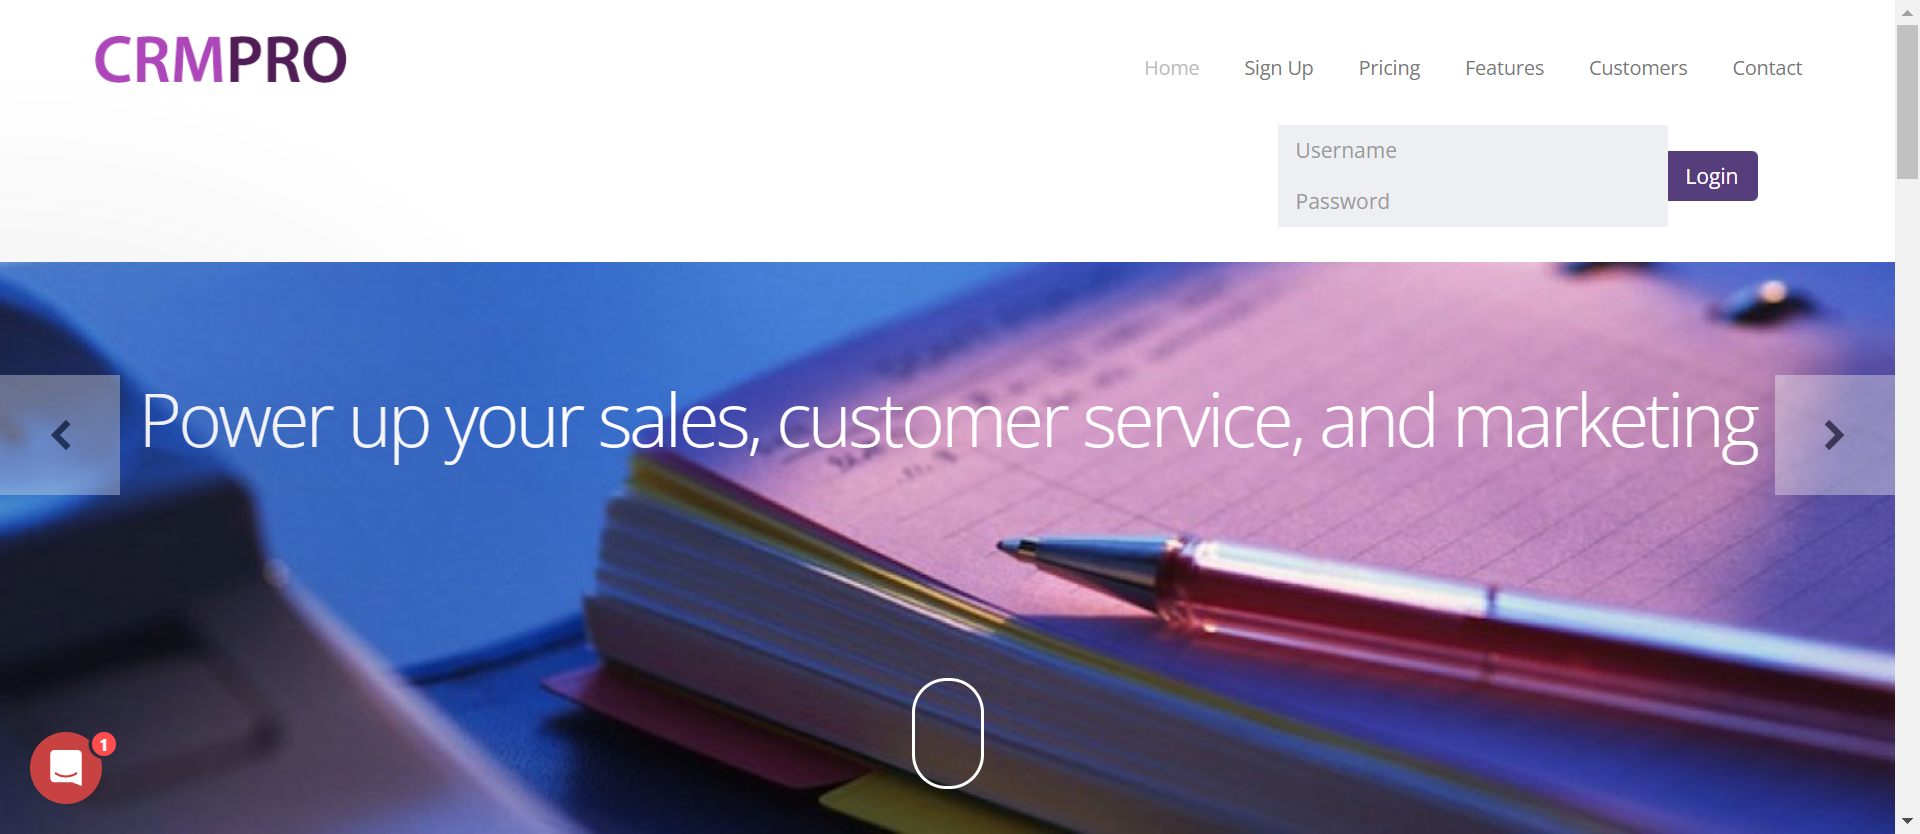 CRMPRO
Home Sign Up Pricing Features Customers Contact
Username
Login
Password
Power up your sales, customer service, and marketing
1